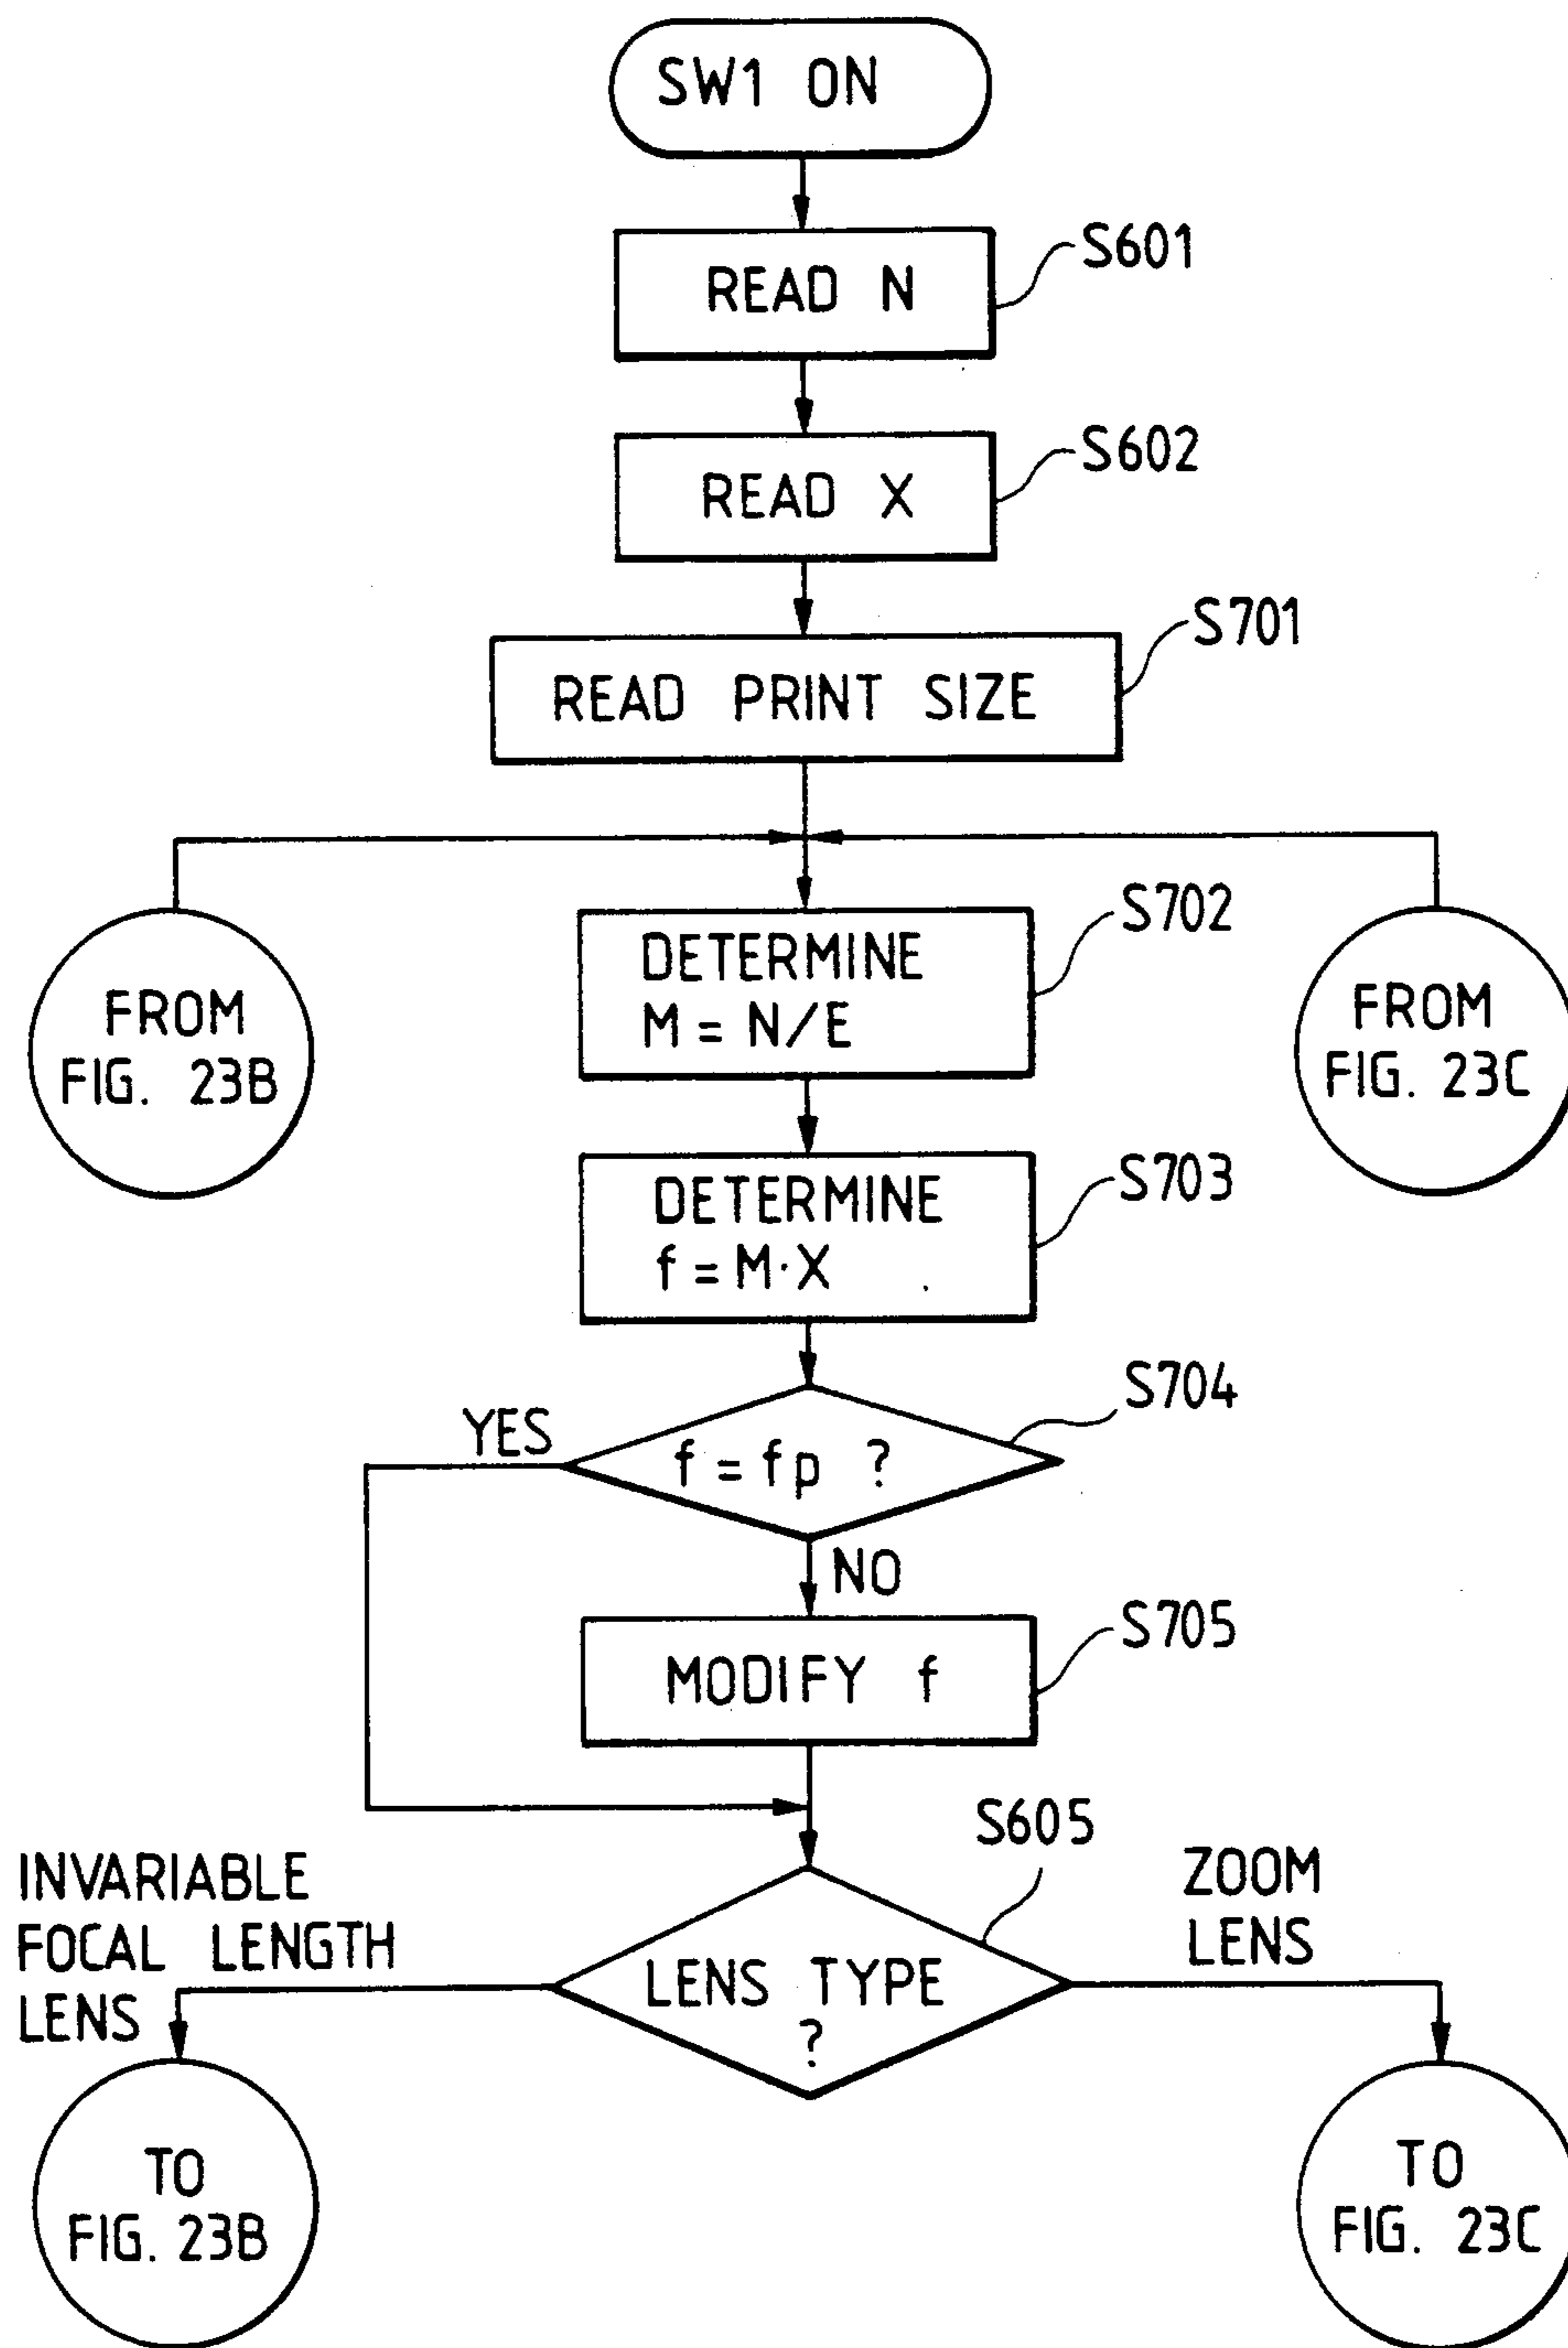 SW1 ON
READ N
S601
READ X
S602
READ PRINT SIZE
S701
FROM
FIG. 23B
DETERMINE
M = N/E
S702
FROM
FIG. 23C
DETERMINE
f = M·X
S703
f = fp ?
S704
YES
NO
MODIFY f
S705
LENS TYPE
?
S605
INVARIABLE
FOCAL LENGTH
LENS
ZOOM
LENS
TO
FIG. 23B
TO
FIG. 23C